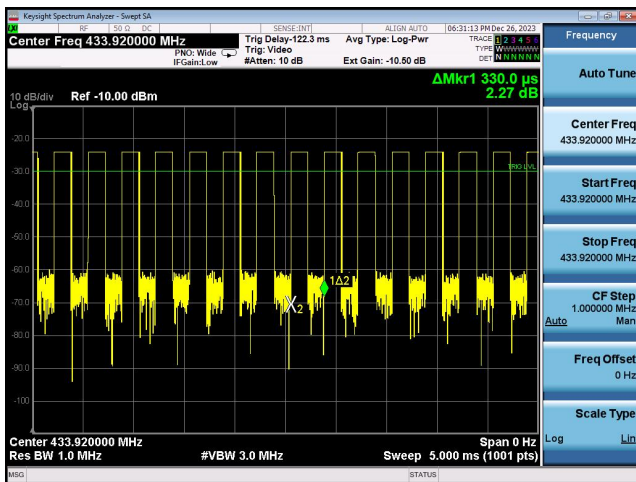 Keysight Spectrum Analyzer - Swept SA
RF 50 Ω DC SENSE:INT ALIGN AUTO 06:31:13 PM Dec 26, 2023
Center Freq 433.920000 MHz
PNO: Wide
IFGain:Low
Trig Delay-122.3 ms
Trig: Video
#Atten: 10 dB
Avg Type: Log-Pwr
Ext Gain: -10.50 dB
TRACE 1 2 3 4 5 6
TYPE WWWWWW
DET N N N N N N
ΔMkr1 330.0 µs
2.27 dB
10 dB/div Ref -10.00 dBm
Log
-20.0
-30.0
-40.0
-50.0
-60.0
-70.0
-80.0
-90.0
-100
TRIG LVL
1Δ2
X2
Center 433.920000 MHz Span 0 Hz
Res BW 1.0 MHz #VBW 3.0 MHz Sweep 5.000 ms (1001 pts)
MSG STATUS
Frequency
Auto Tune
Center Freq
433.920000 MHz
Start Freq
433.920000 MHz
Stop Freq
433.920000 MHz
CF Step
1.000000 MHz
Auto Man
Freq Offset
0 Hz
Scale Type
Log Lin